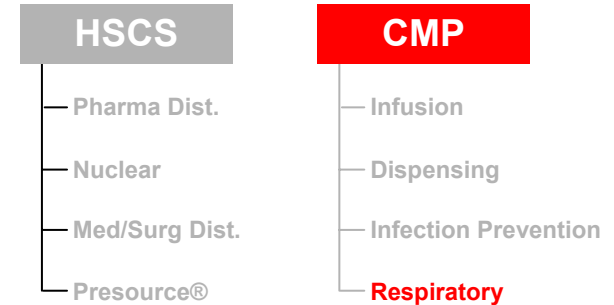 HSCS
Pharma Dist.
Nuclear
Med/Surg Dist.
Presource®
CMP
Infusion
Dispensing
Infection Prevention
Respiratory